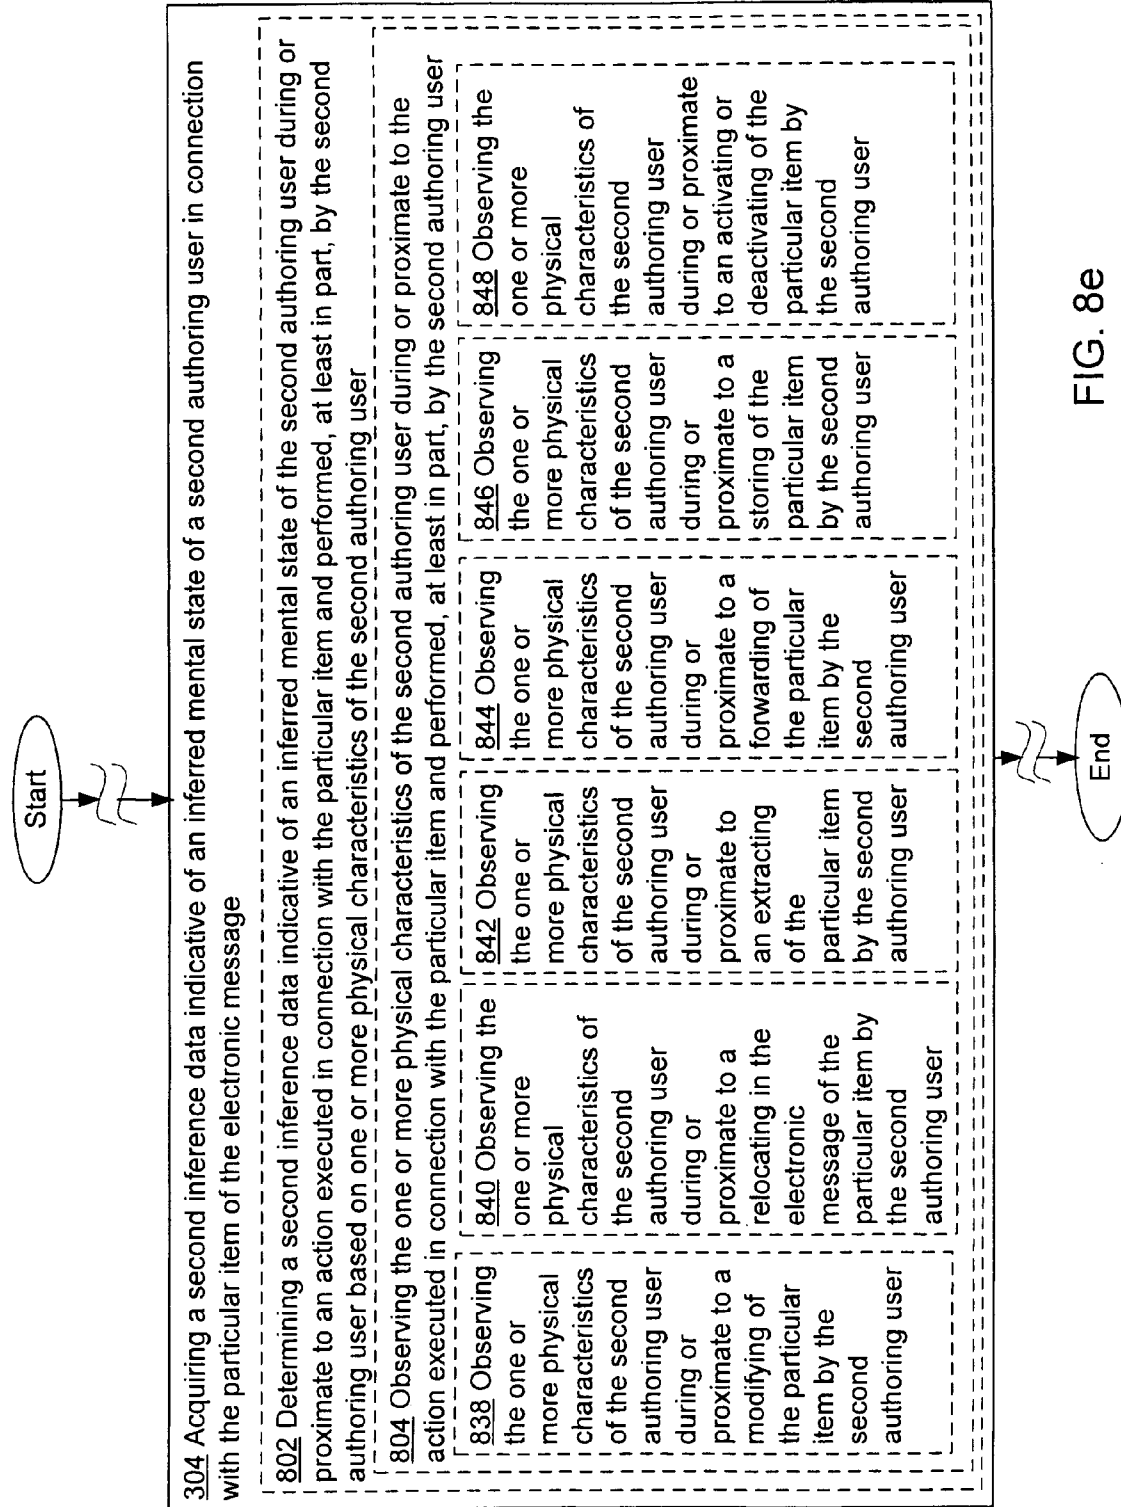 Start
304 Acquiring a second inference data indicative of an inferred mental state of a second authoring user in connection
with the particular item of the electronic message
802 Determining a second inference data indicative of an inferred mental state of the second authoring user during or
proximate to an action executed in connection with the particular item and performed, at least in part, by the second
authoring user based on one or more physical characteristics of the second authoring user
804 Observing the one or more physical characteristics of the second authoring user during or proximate to the
action executed in connection with the particular item and performed, at least in part, by the second authoring user
838 Observing
the one or
more physical
characteristics
of the second
authoring user
during or
proximate to a
modifying of
the particular
item by the
second
authoring user
840 Observing the
one or more
physical
characteristics of
the second
authoring user
during or
proximate to a
relocating in the
electronic
message of the
particular item by
the second
authoring user
842 Observing
the one or
more physical
characteristics
of the second
authoring user
during or
proximate to
an extracting
of the
particular item
by the second
authoring user
844 Observing
the one or
more physical
characteristics
of the second
authoring user
during or
proximate to a
forwarding of
the particular
item by the
second
authoring user
846 Observing
the one or
more physical
characteristics
of the second
authoring user
during or
proximate to a
storing of the
particular item
by the second
authoring user
848 Observing the
one or more
physical
characteristics of
the second
authoring user
during or proximate
to an activating or
deactivating of the
particular item by
the second
authoring user
End
FIG. 8e